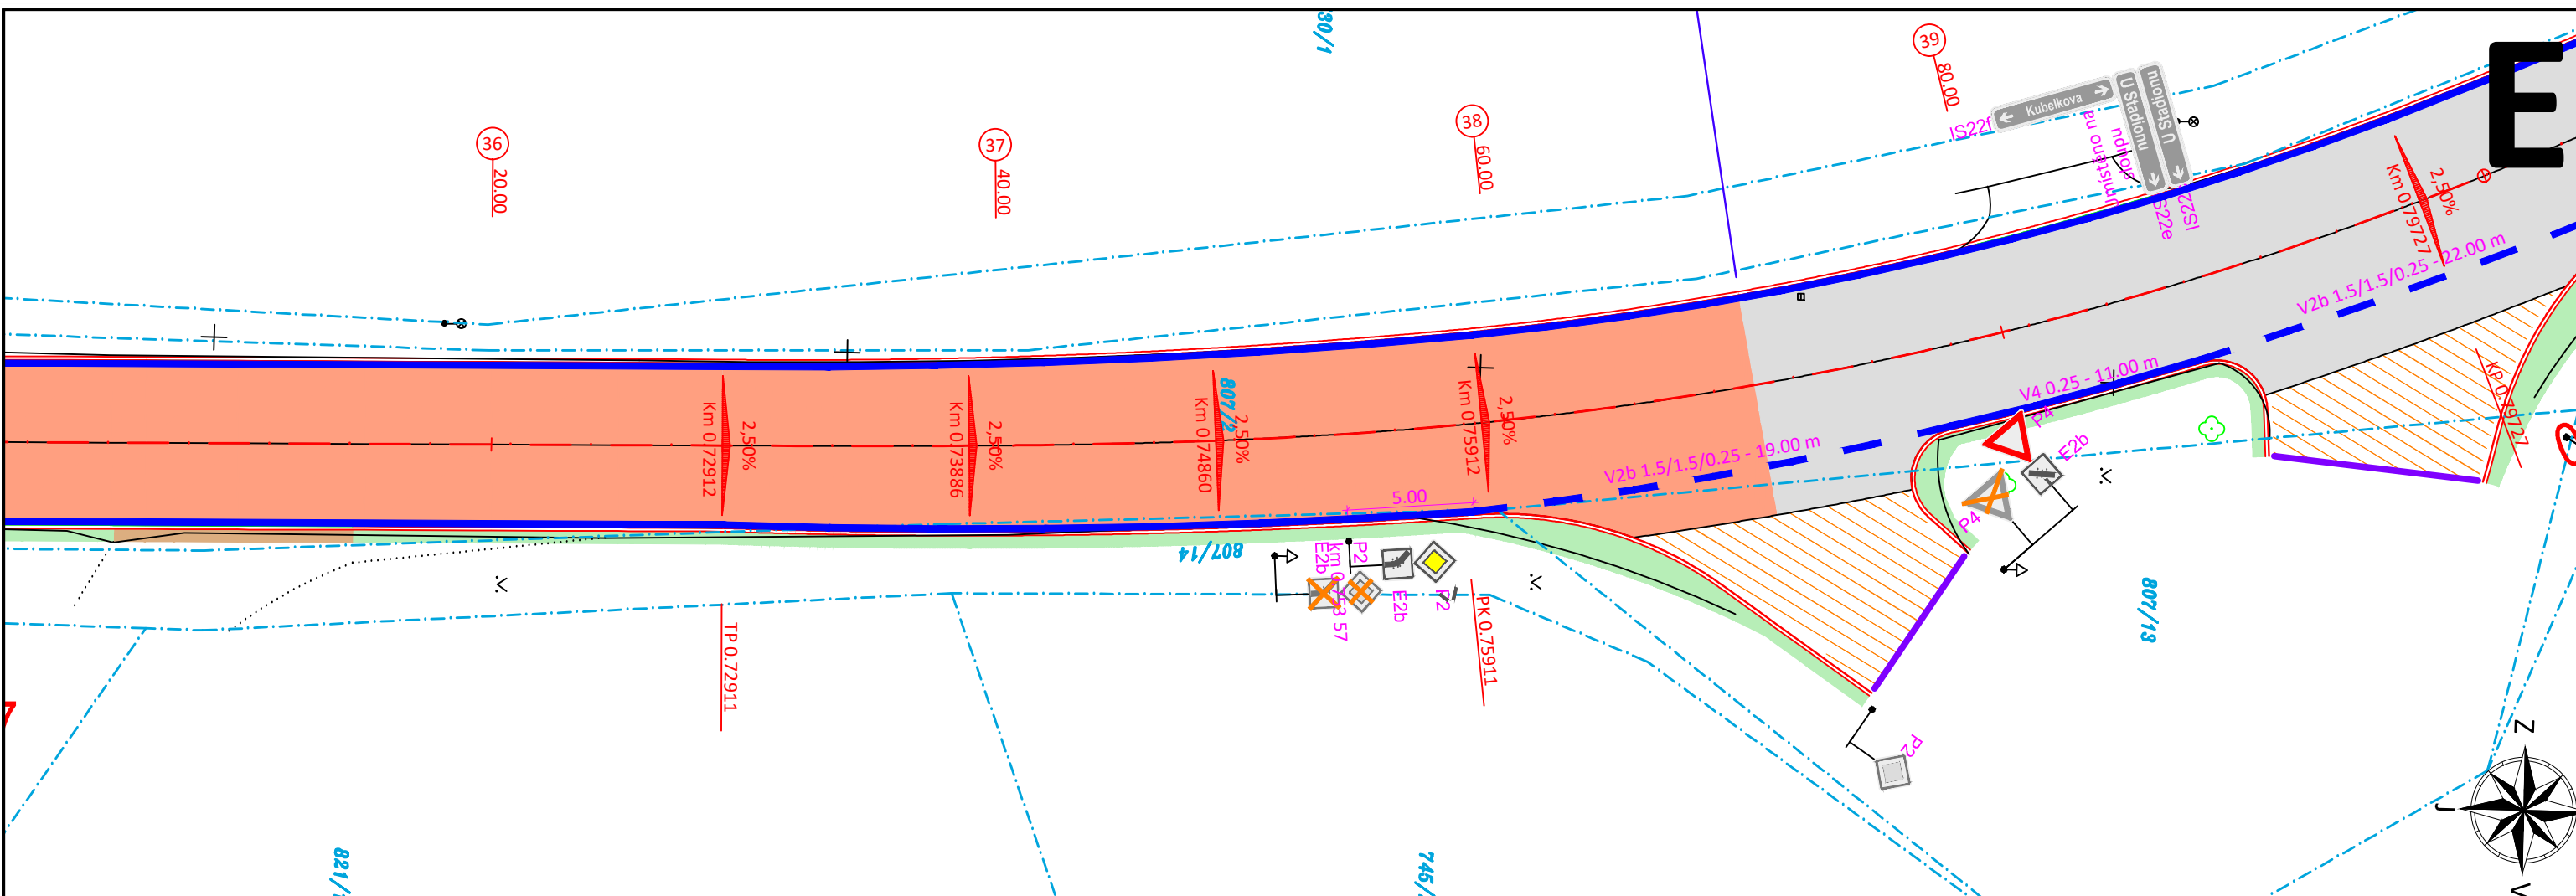 30/1
36
20.00
37
40.00
38
60.00
39
80.00
E
IS22f
Kubelkova
U Stadionu
U Stadionu
Umístěno na
sloupu
IS22e
2,50%
Km 0.79727
V2b 1.5/1.5/0.25 - 22.00 m
V4 0.25 - 11.00 m
V2b 1.5/1.5/0.25 - 19.00 m
KP 0.79727
P4
E2b
P4
807/2
Km 0.72912
2,50%
Km 0.73886
2,50%
Km 0.74860
2,50%
Km 0.75912
2,50%
5.00
807/14
E2b
P2
E2b
P2
TP 0.72911
PK 0.75911
807/13
P2
Z
J
V
821/
745/